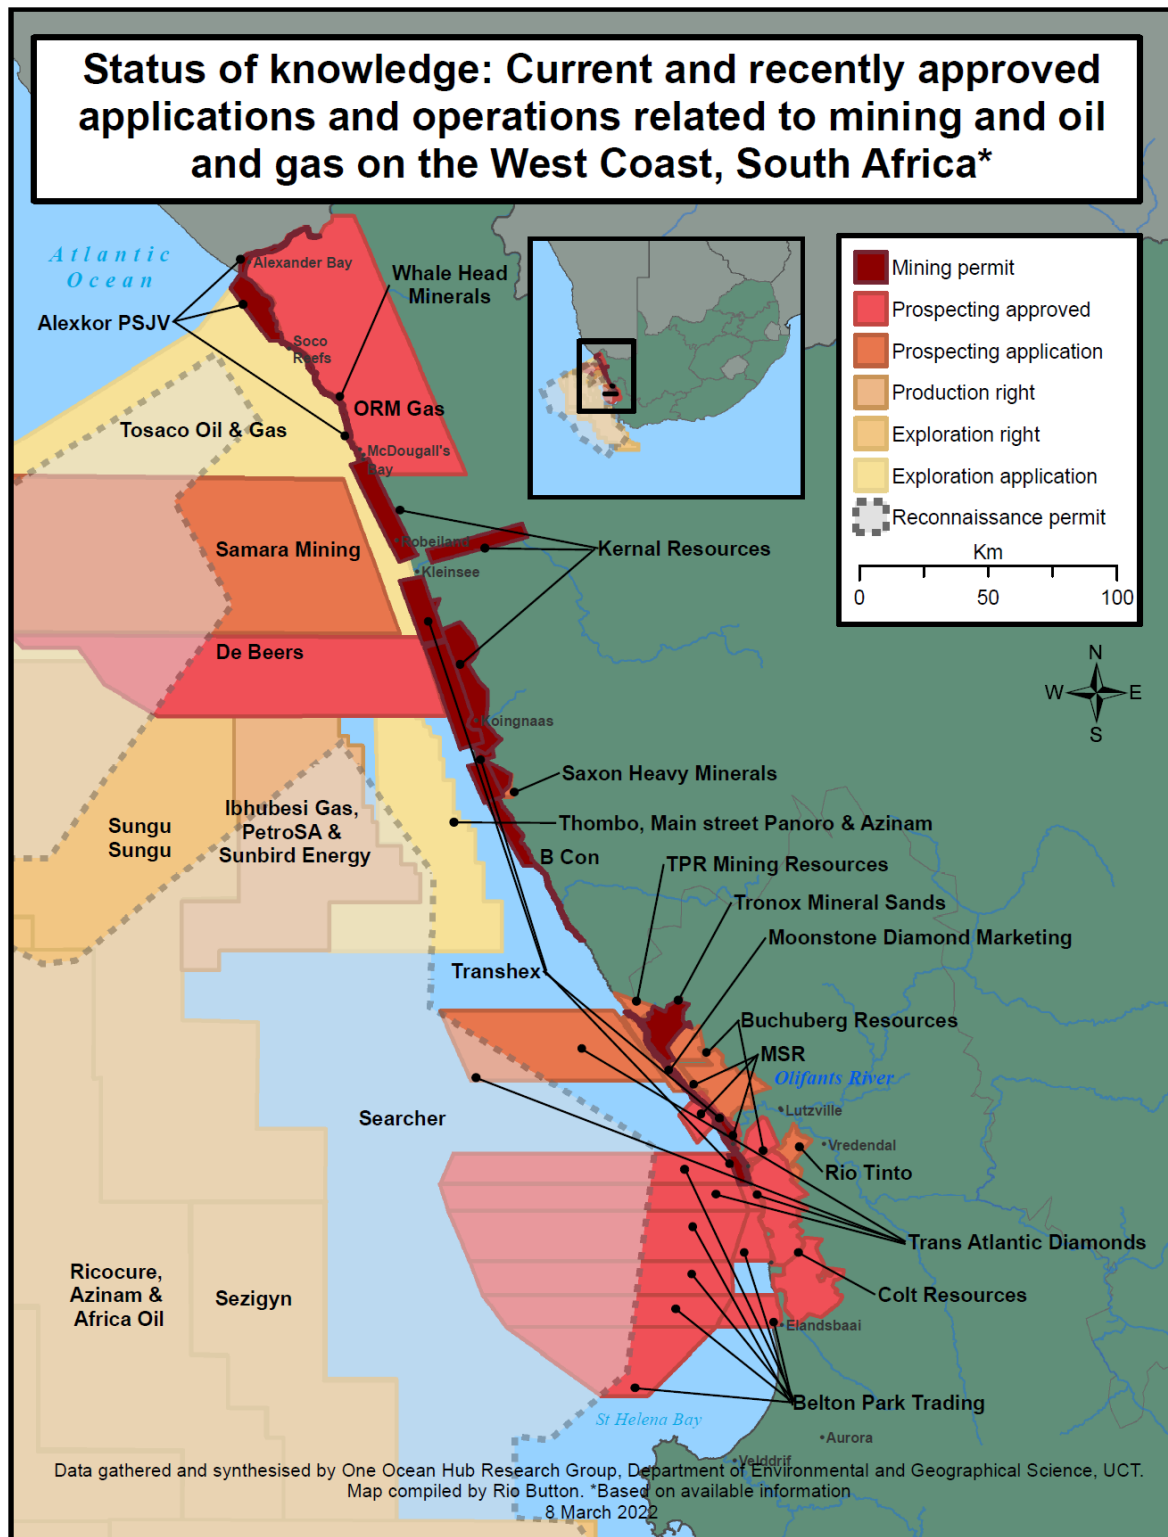 Status of knowledge: Current and recently approved
applications and operations related to mining and oil
and gas on the West Coast, South Africa*
Atlantic
Ocean
Alexander Bay
Whale Head
Minerals
Alexkor PSJV
Soco
Reefs
ORM Gas
Tosaco Oil & Gas
McDougall's
Bay
Mining permit
Prospecting approved
Prospecting application
Production right
Exploration right
Exploration application
Reconnaissance permit
Km
0 50 100
N
W E
S
Samara Mining
Robeiland
Kernal Resources
Kleinsee
De Beers
Koingnaas
Saxon Heavy Minerals
Ibhubesi Gas,
PetroSA &
Sunbird Energy
Sungu
Sungu
Thombo, Main street Panoro & Azinam
B Con
TPR Mining Resources
Tronox Mineral Sands
Moonstone Diamond Marketing
Transhex
Buchuberg Resources
MSR
Olifants River
Lutzville
Searcher
Vredendal
Rio Tinto
Trans Atlantic Diamonds
Ricocure,
Azinam &
Africa Oil
Sezigyn
Colt Resources
Elandsbaai
Belton Park Trading
St Helena Bay
Aurora
Velddrif
Data gathered and synthesised by One Ocean Hub Research Group, Department of Environmental and Geographical Science, UCT.
Map compiled by Rio Button. *Based on available information
8 March 2022